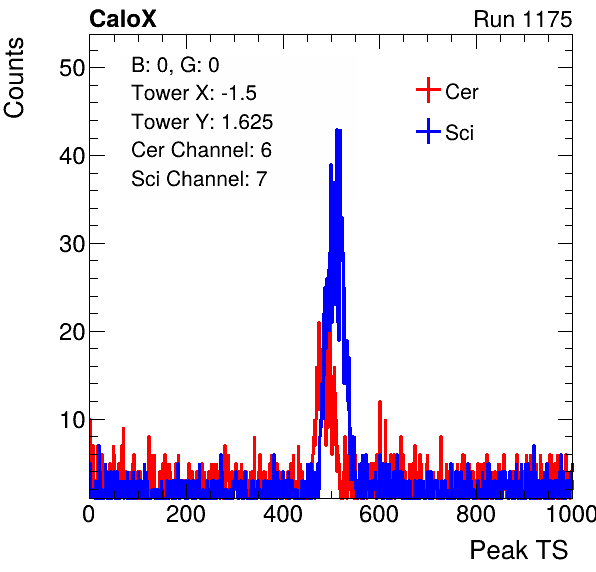 CaloX
Run 1175
Counts
B: 0, G: 0
Tower X: -1.5
Tower Y: 1.625
Cer Channel: 6
Sci Channel: 7
Cer
Sci
50
40
30
20
10
0 200 400 600 800 1000
Peak TS